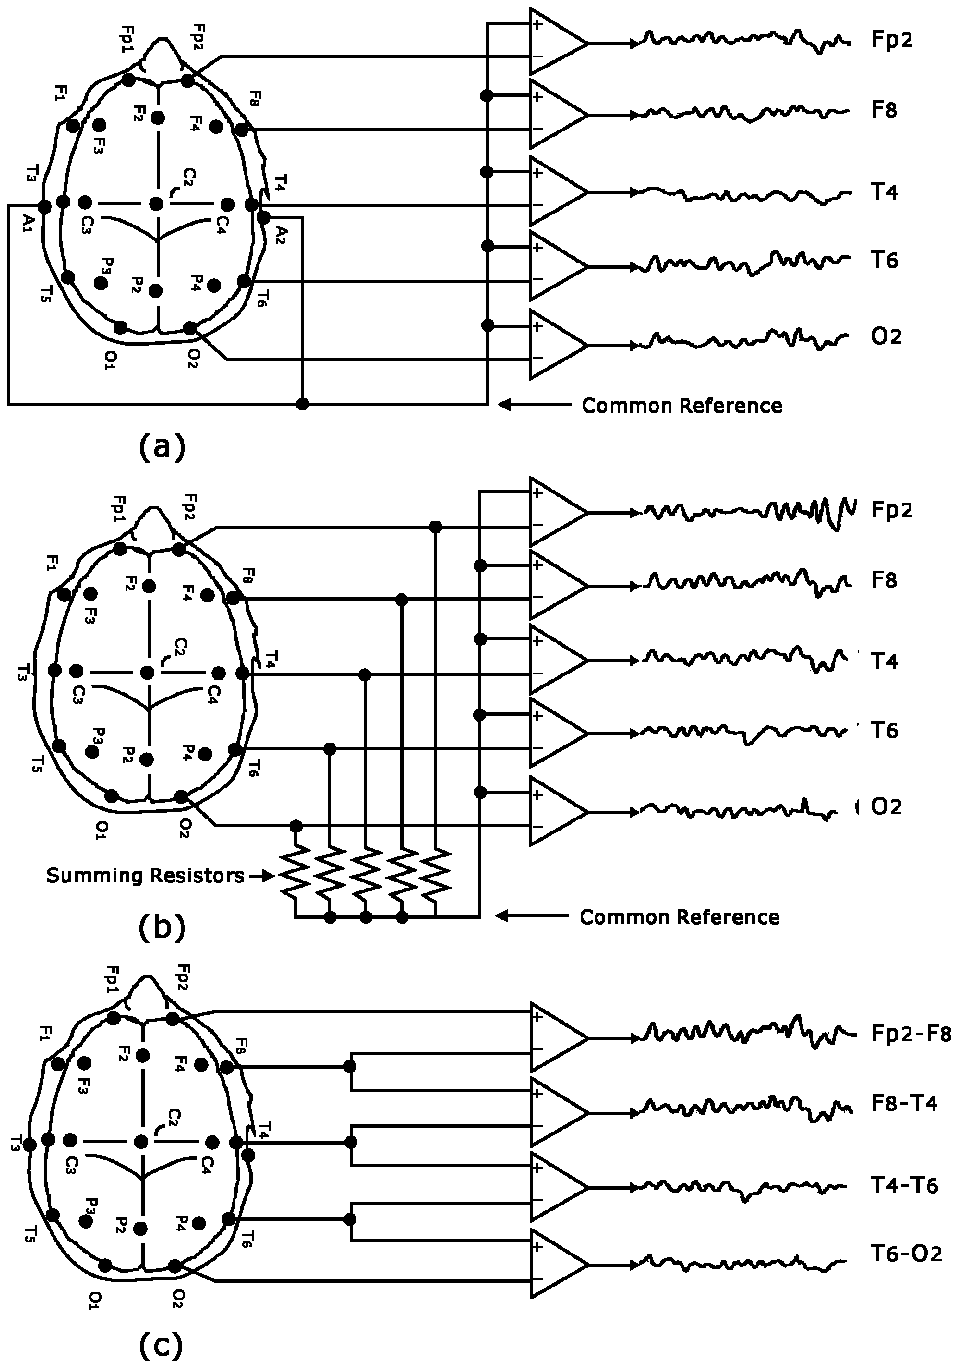 Fp1 Fp2
F1 F2 F8
F3 F4
T3 C2 T4
A1 C3 C4 A2
T5 P3 P2 P4 T6
O1 O2
+ − Fp2
+ − F8
+ − T4
+ − T6
+ − O2
Common Reference
(a)
Fp1 Fp2
F1 F2 F8
F3 F4
T3 C2 T4
C3 C4
T5 P3 P2 P4 T6
O1 O2
+ − Fp2
+ − F8
+ − T4
+ − T6
+ − O2
Summing Resistors
Common Reference
(b)
Fp1 Fp2
F1 F2 F8
F3 F4
T3 C2 T4
C3 C4
T5 P3 P2 P4 T6
O1 O2
+ − Fp2-F8
+ − F8-T4
+ − T4-T6
+ − T6-O2
(c)